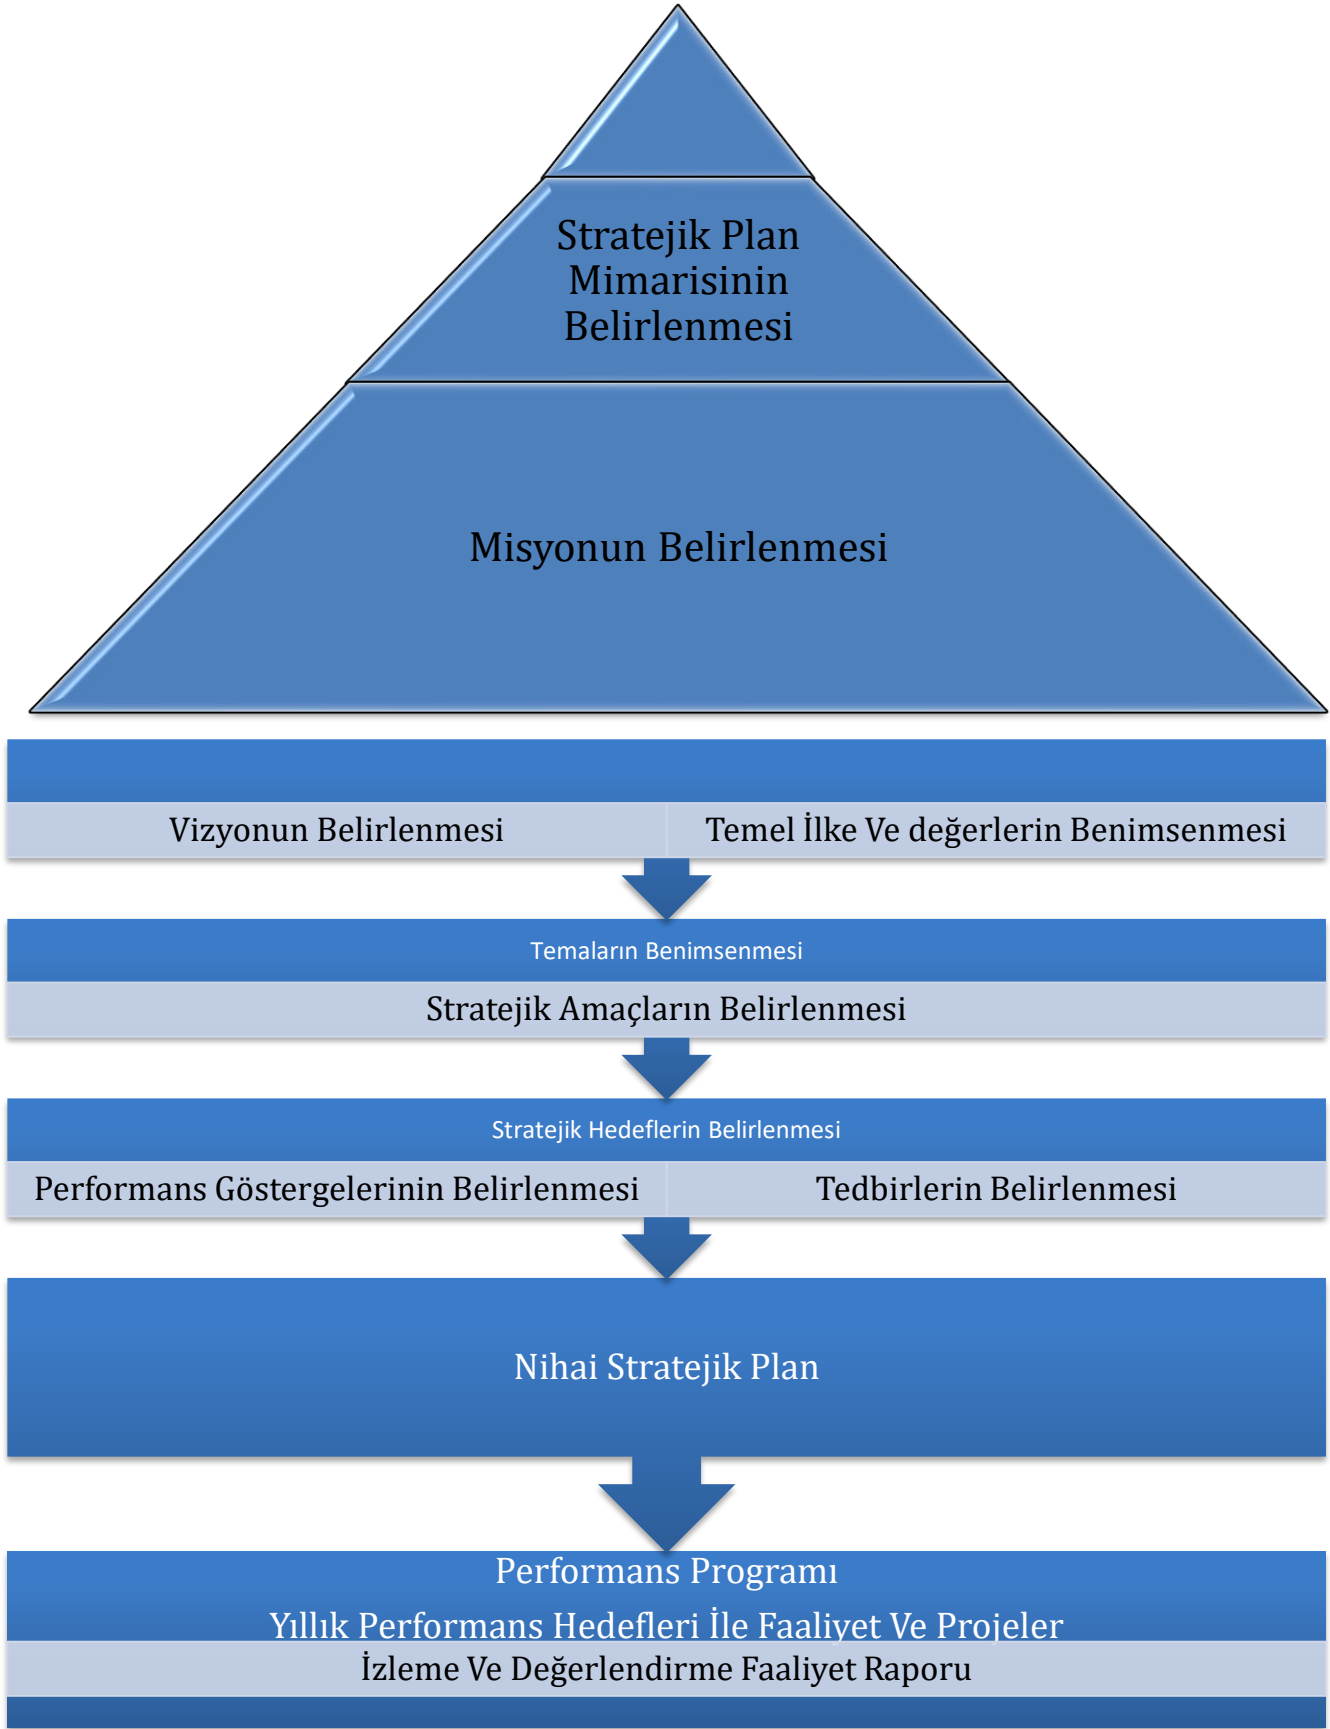 Stratejik Plan
Mimarisinin
Belirlenmesi
Misyonun Belirlenmesi
Vizyonun Belirlenmesi
Temel İlke Ve değerlerin Benimsenmesi
Temaların Benimsenmesi
Stratejik Amaçların Belirlenmesi
Stratejik Hedeflerin Belirlenmesi
Performans Göstergelerinin Belirlenmesi
Tedbirlerin Belirlenmesi
Nihai Stratejik Plan
Performans Programı
Yıllık Performans Hedefleri İle Faaliyet Ve Projeler
İzleme Ve Değerlendirme Faaliyet Raporu